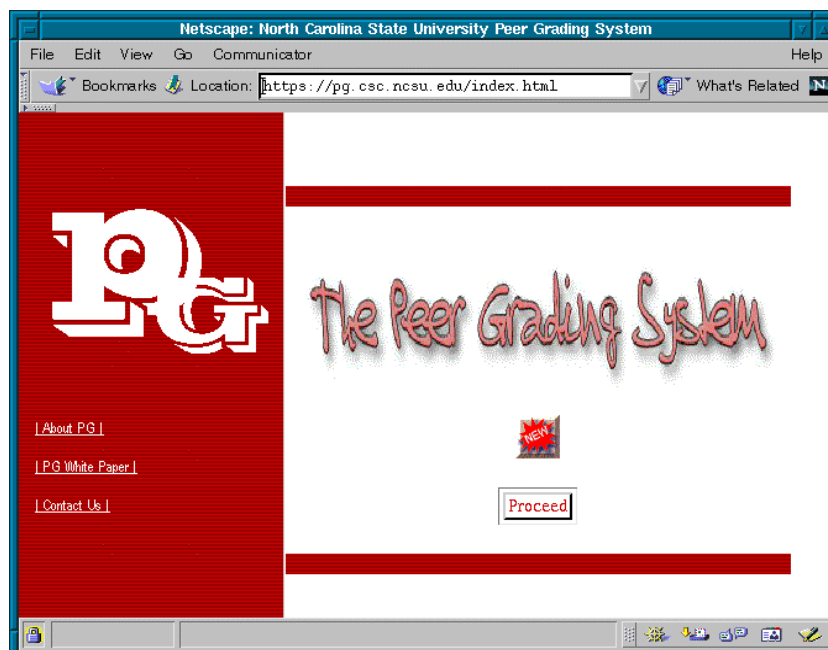 Netscape: North Carolina State University Peer Grading System
File Edit View Go Communicator Help
Bookmarks Location: https://pg.csc.ncsu.edu/index.html What's Related N
PG
The Peer Grading System
NEW
| About PG |
| PG White Paper |
| Contact Us |
Proceed